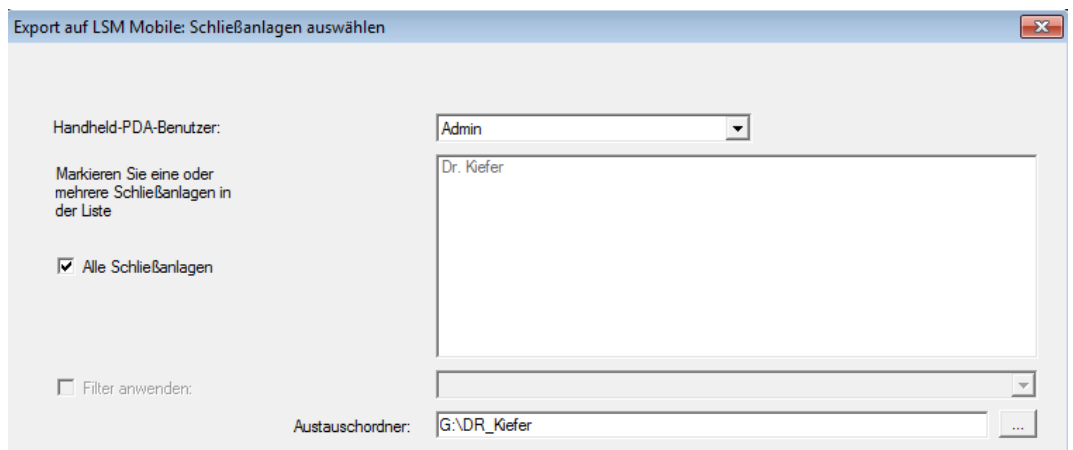 Export auf LSM Mobile: Schließanlagen auswählen
Handheld-PDA-Benutzer:
Admin
Markieren Sie eine oder
mehrere Schließanlagen in
der Liste
Dr. Kiefer
Alle Schließanlagen
Filter anwenden:
Austauschordner:
G:\DR_Kiefer
...